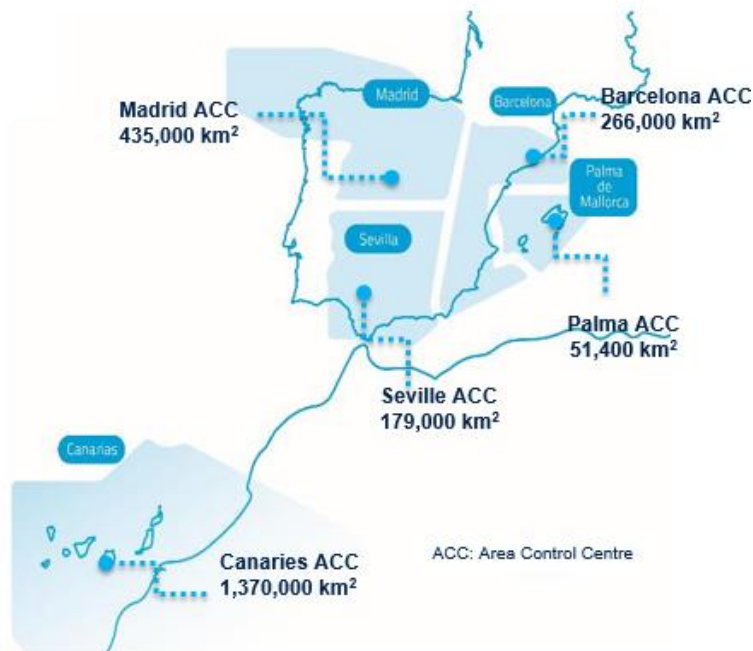 Madrid
Madrid ACC
435,000 km²
Barcelona
Barcelona ACC
266,000 km²
Palma
de
Mallorca
Sevilla
Palma ACC
51,400 km²
Seville ACC
179,000 km²
Canarias
Canaries ACC
1,370,000 km²
ACC: Area Control Centre